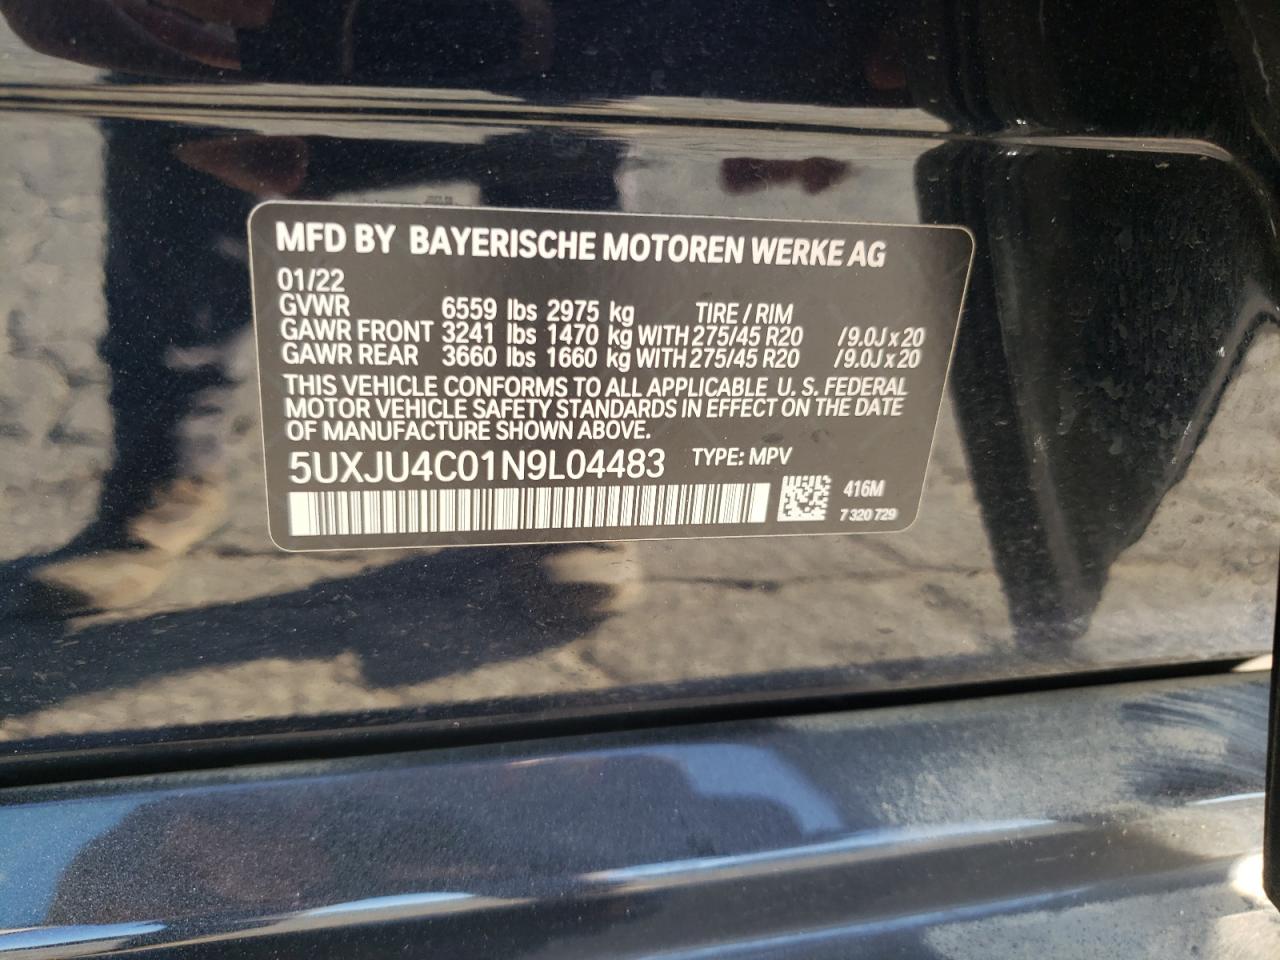 MFD BY BAYERISCHE MOTOREN WERKE AG
01/22
GVWR 6559 lbs 2975 kg TIRE / RIM
GAWR FRONT 3241 lbs 1470 kg WITH 275/45 R20 /9.0J x 20
GAWR REAR 3660 lbs 1660 kg WITH 275/45 R20 /9.0J x 20
THIS VEHICLE CONFORMS TO ALL APPLICABLE U. S. FEDERAL
MOTOR VEHICLE SAFETY STANDARDS IN EFFECT ON THE DATE
OF MANUFACTURE SHOWN ABOVE.
5UXJU4C01N9L04483 TYPE: MPV
416M
7 320 729